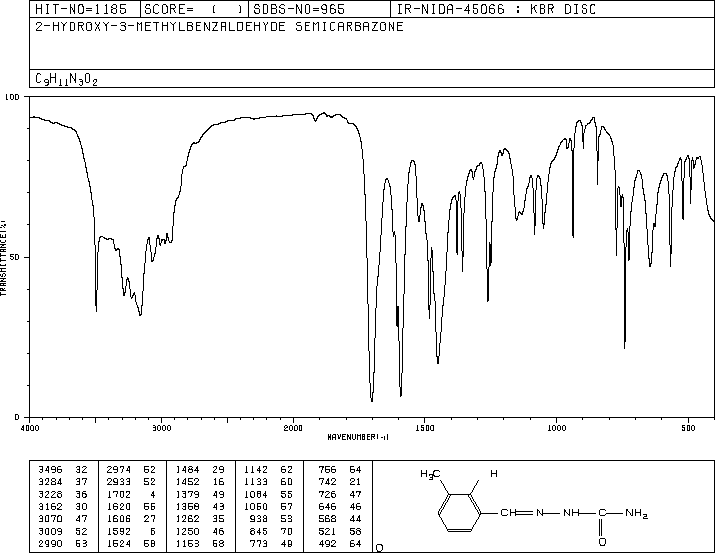 HIT-NO=1185 SCORE= ( ) SDBS-NO=965 IR-NIDA-45066 : KBR DISC
2-HYDROXY-3-METHYLBENZALDEHYDE SEMICARBAZONE
C9H11N3O2
100
50
0
TRANSMITTANCE(%)
4000 3000 2000 1500 1000 500
WAVENUMBER(-1)
3496 32 2974 52 1484 29 1142 62 756 64
3284 37 2933 52 1452 16 1133 60 742 21
3228 36 1702 4 1379 49 1084 55 726 47
3162 30 1620 55 1358 43 1050 57 646 46
3070 47 1606 27 1262 35 938 53 568 44
3009 52 1592 6 1250 46 845 70 521 58
2990 53 1524 58 1153 58 773 49 492 64
H3C H
CH=N-NH-C-NH2
O
O